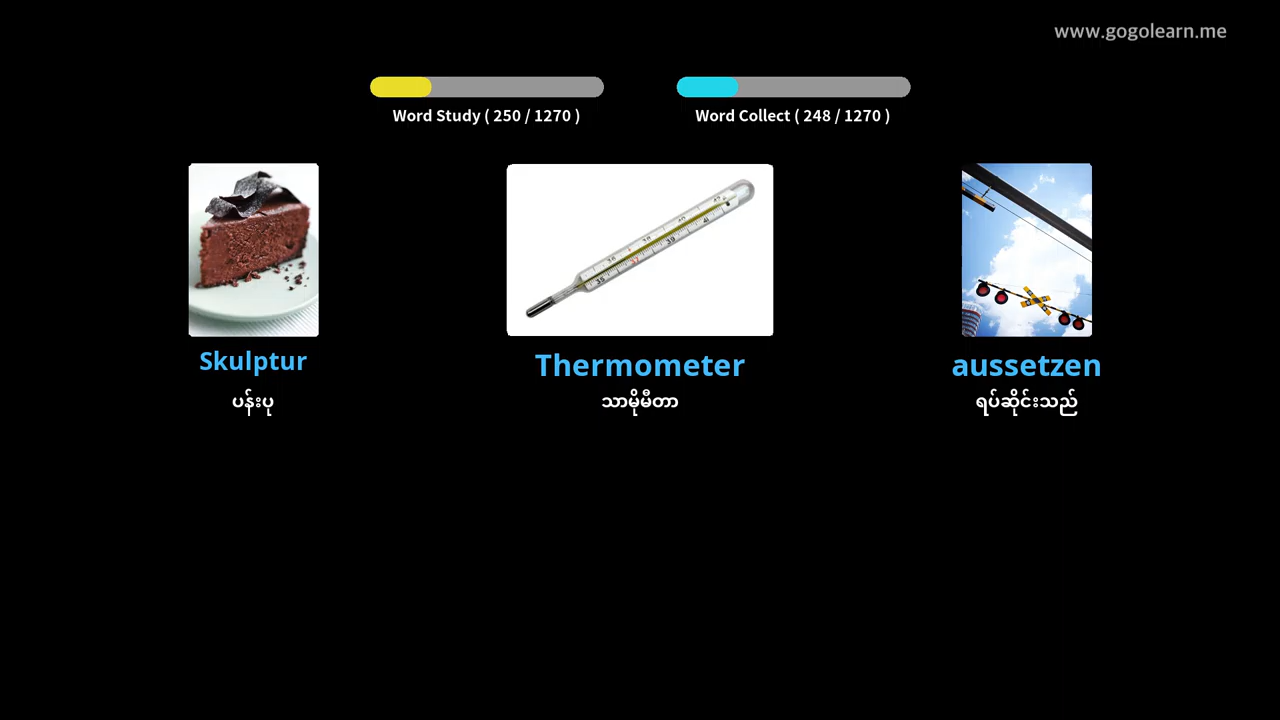 www.gogolearn.me
Word Study ( 250 / 1270 )
Word Collect ( 248 / 1270 )
Skulptur
ပန်းပု
Thermometer
သာမိုမီတာ
aussetzen
ရပ်ဆိုင်းသည်